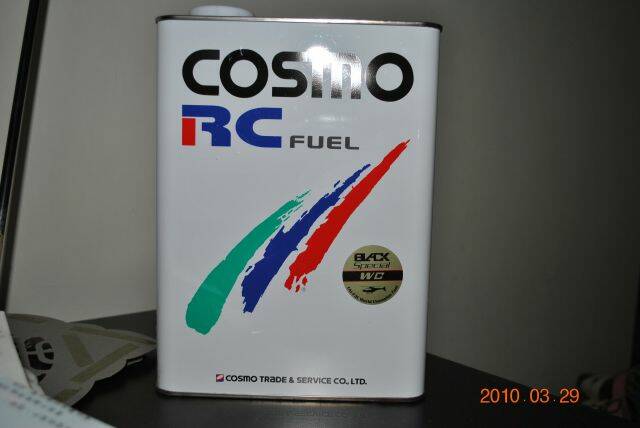 COSMO
RC FUEL
®
BLACK
Special
WC
COSMO TRADE & SERVICE CO., LTD.
2010.03.29